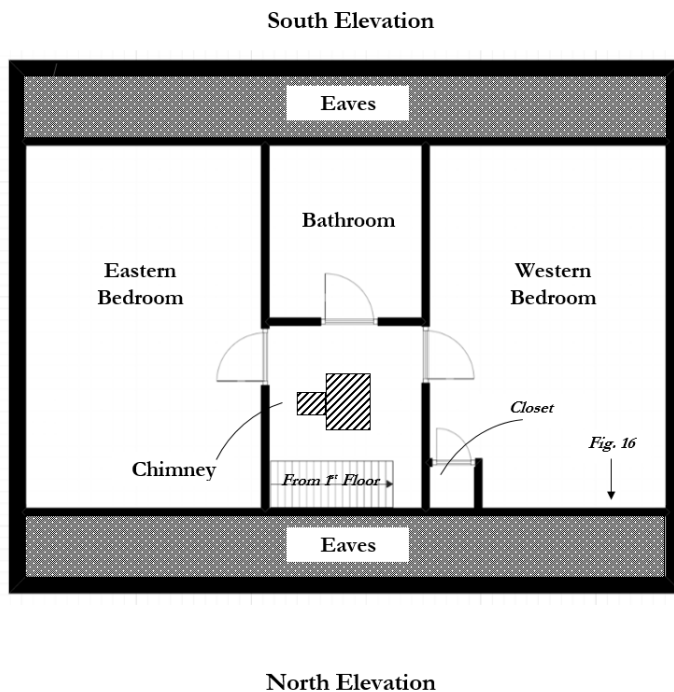 South Elevation
Eaves
Bathroom
Eastern
Bedroom
Western
Bedroom
Closet
Fig. 16
Chimney
From 1st Floor
Eaves
North Elevation